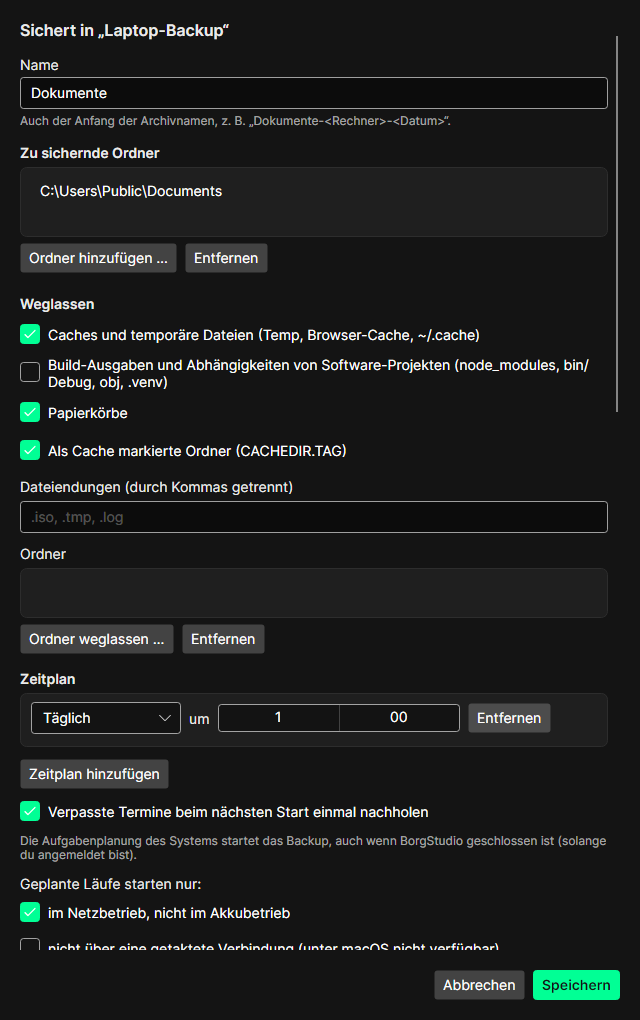 Sichert in „Laptop-Backup“
Name
Dokumente
Auch der Anfang der Archivnamen, z. B. „Dokumente-<Rechner>-<Datum>“.
Zu sichernde Ordner
C:\Users\Public\Documents
Ordner hinzufügen ...
Entfernen
Weglassen
Caches und temporäre Dateien (Temp, Browser-Cache, ~/.cache)
Build-Ausgaben und Abhängigkeiten von Software-Projekten (node_modules, bin/
Debug, obj, .venv)
Papierkörbe
Als Cache markierte Ordner (CACHEDIR.TAG)
Dateiendungen (durch Kommas getrennt)
.iso, .tmp, .log
Ordner
Ordner weglassen ...
Entfernen
Zeitplan
Täglich
um
1
00
Entfernen
Zeitplan hinzufügen
Verpasste Termine beim nächsten Start einmal nachholen
Die Aufgabenplanung des Systems startet das Backup, auch wenn BorgStudio geschlossen ist (solange
du angemeldet bist).
Geplante Läufe starten nur:
im Netzbetrieb, nicht im Akkubetrieb
nicht über eine getaktete Verbindung (unter macOS nicht verfügbar)
Abbrechen
Speichern